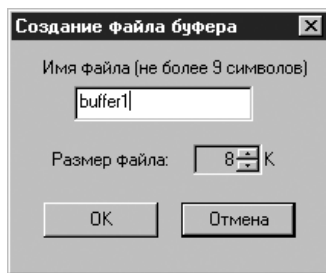 Создание файла буфера
Имя файла (не более 9 символов)
buffer1
Размер файла: 8 K
OK Отмена